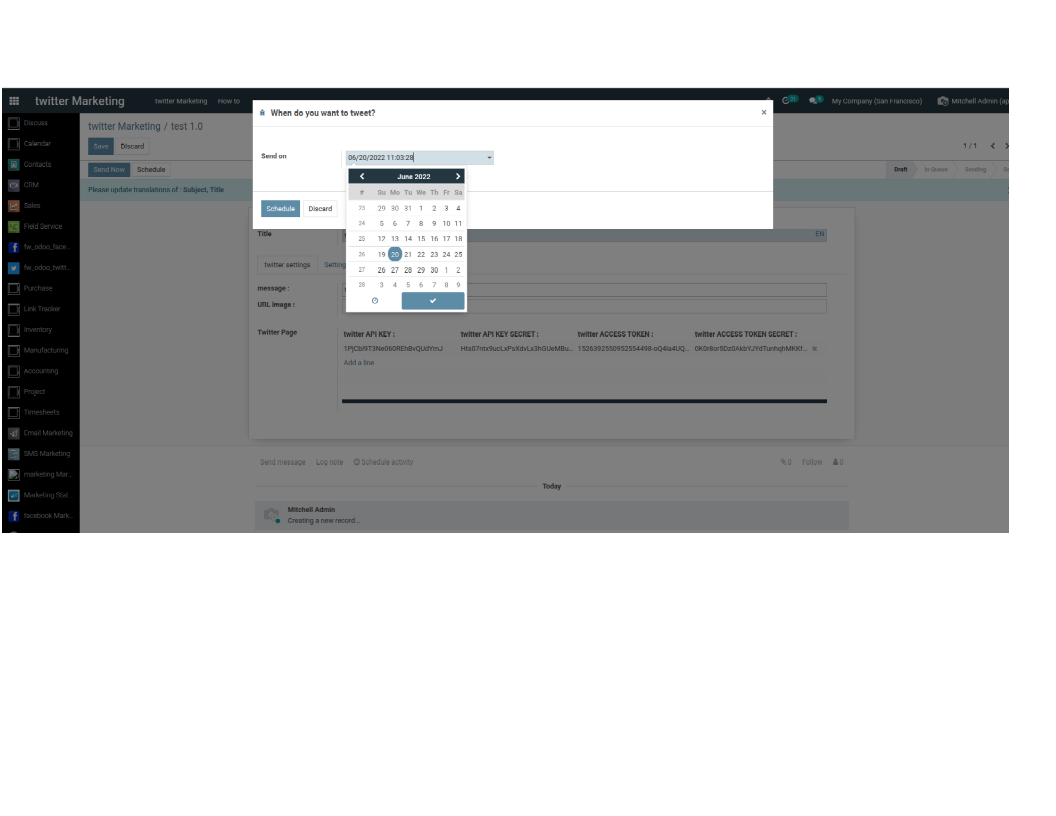 twitter Marketing twitter Marketing How to My Company (San Francisco)
twitter Marketing / test 1.0
Save Discard 1 / 1
Send Now Schedule Draft In Queue Sending
Please update translations of : Subject, Title
Discuss
Calendar
Contacts
CRM
Sales
Field Service
fw_odoo_face...
fw_odoo_twitt...
Purchase
Link Tracker
Inventory
Manufacturing
Accounting
Project
Timesheets
Email Marketing
SMS Marketing
marketing Mar...
Marketing Stat...
facebook Mark...
When do you want to tweet? ×
Send on 06/20/2022 11:03:28
June 2022
# Su Mo Tu We Th Fr Sa
23 29 30 31 1 2 3 4
24 5 6 7 8 9 10 11
25 12 13 14 15 16 17 18
26 19 20 21 22 23 24 25
27 26 27 28 29 30 1 2
28 3 4 5 6 7 8 9
Schedule Discard
Title EN
twitter settings
message :
URL Image :
Twitter Page
twitter API KEY : twitter API KEY SECRET : twitter ACCESS TOKEN : twitter ACCESS TOKEN SECRET :
Add a line
Send message Log note Schedule activity 0 Follow 0
Today
Mitchell Admin
Creating a new record...